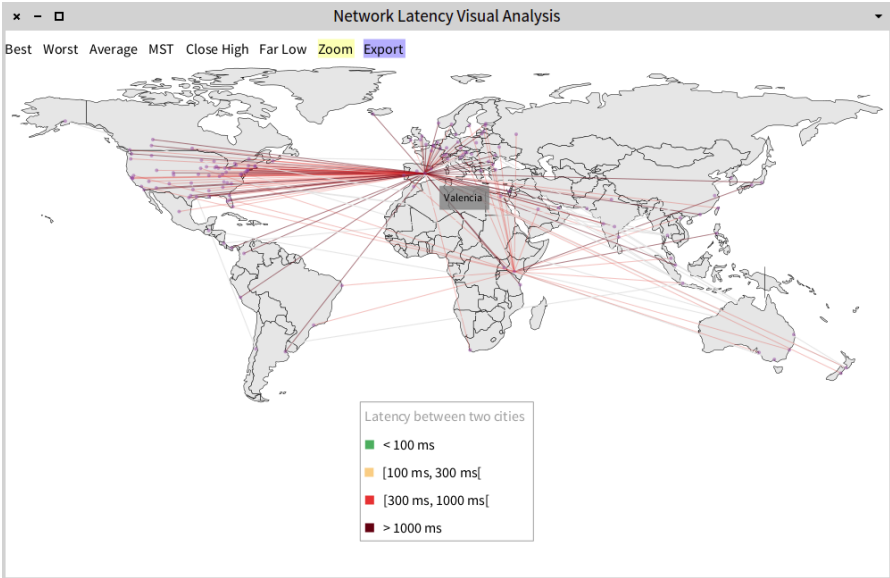 Network Latency Visual Analysis
Best Worst Average MST Close High Far Low Zoom Export
Valencia
Latency between two cities
< 100 ms
[100 ms, 300 ms[
[300 ms, 1000 ms[
> 1000 ms